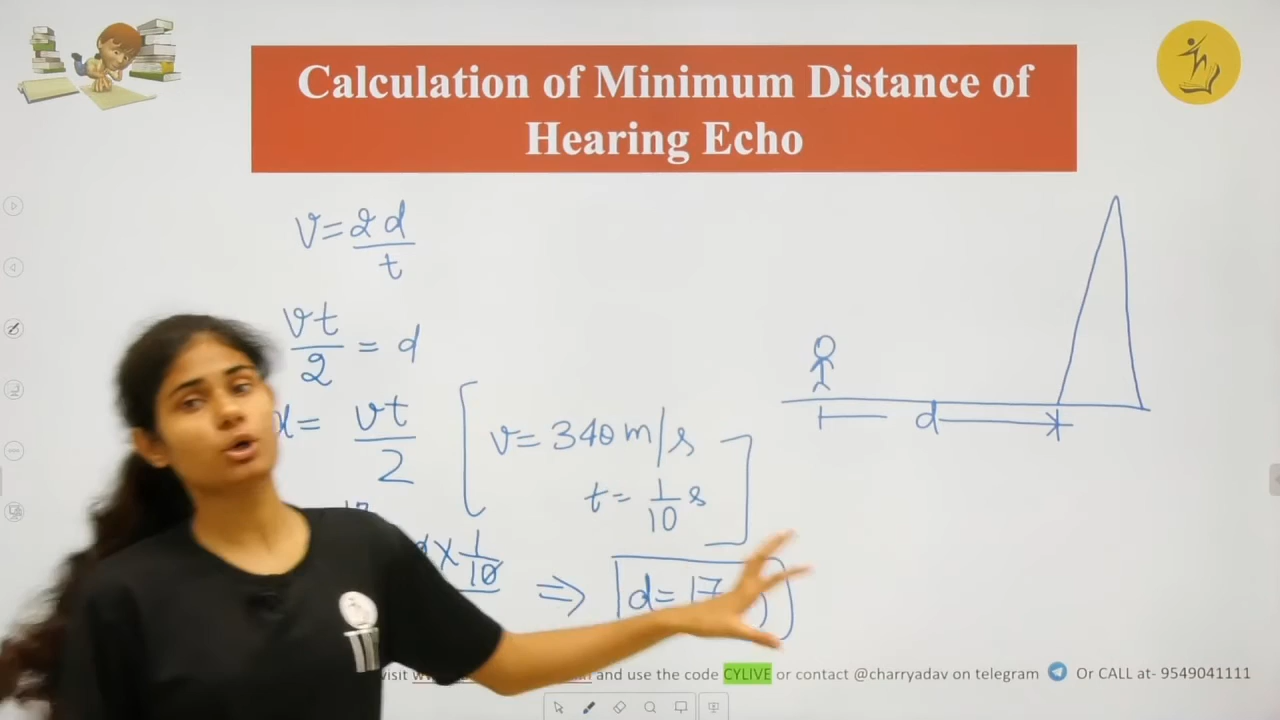 Calculation of Minimum Distance of
Hearing Echo
v = 2d
t
vt
2
= d
d = vt
2
v = 340 m/s
t = 1/10 s
× 1/10
⇒ d = 17
and use the code CYLIVE or contact @charryadav on telegram Or CALL at- 9549041111